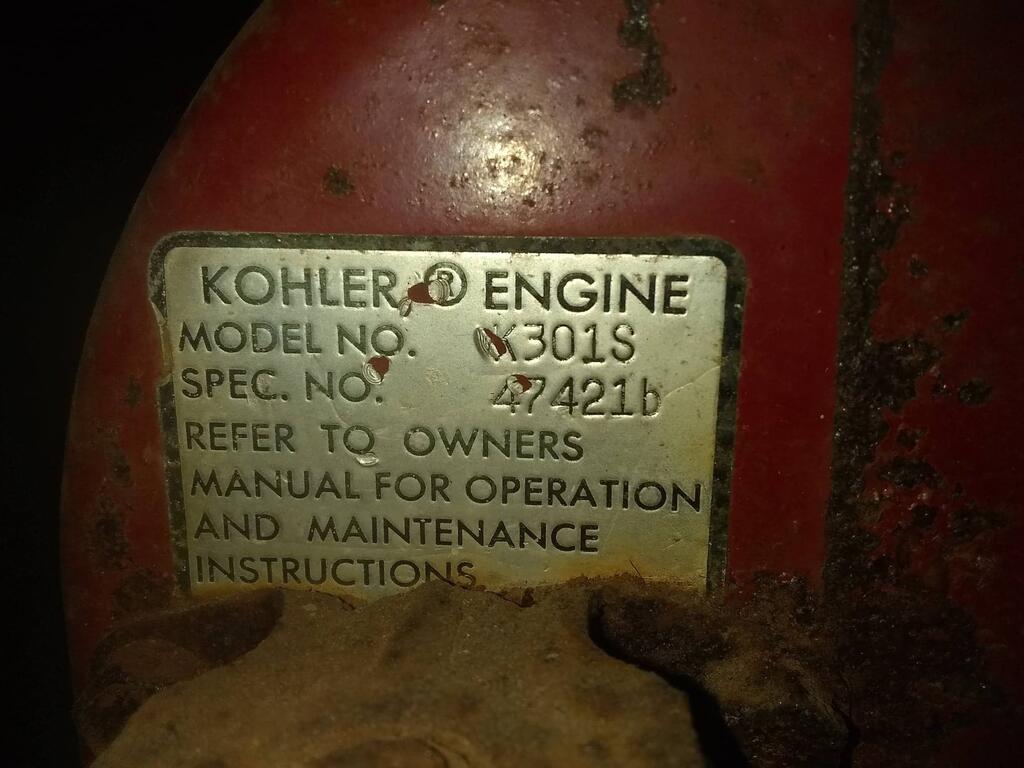 KOHLER ® ENGINE
MODEL NO. K301S
SPEC. NO. 47421b
REFER TO OWNERS
MANUAL FOR OPERATION
AND MAINTENANCE
INSTRUCTIONS